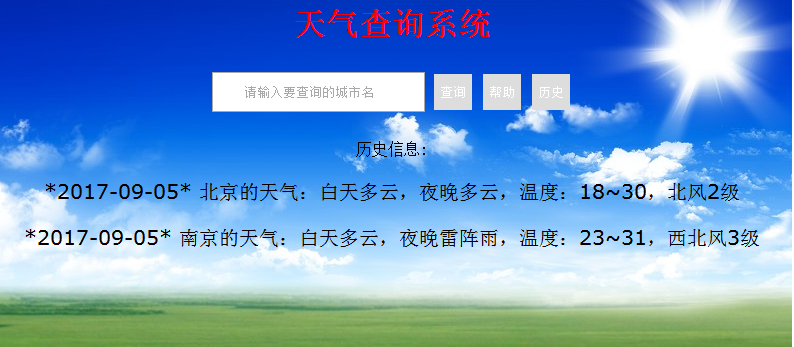 天气查询系统
请输入要查询的城市名 查询 帮助 历史
历史信息：
*2017-09-05* 北京的天气：白天多云，夜晚多云，温度：18~30，北风2级
*2017-09-05* 南京的天气：白天多云，夜晚雷阵雨，温度：23~31，西北风3级